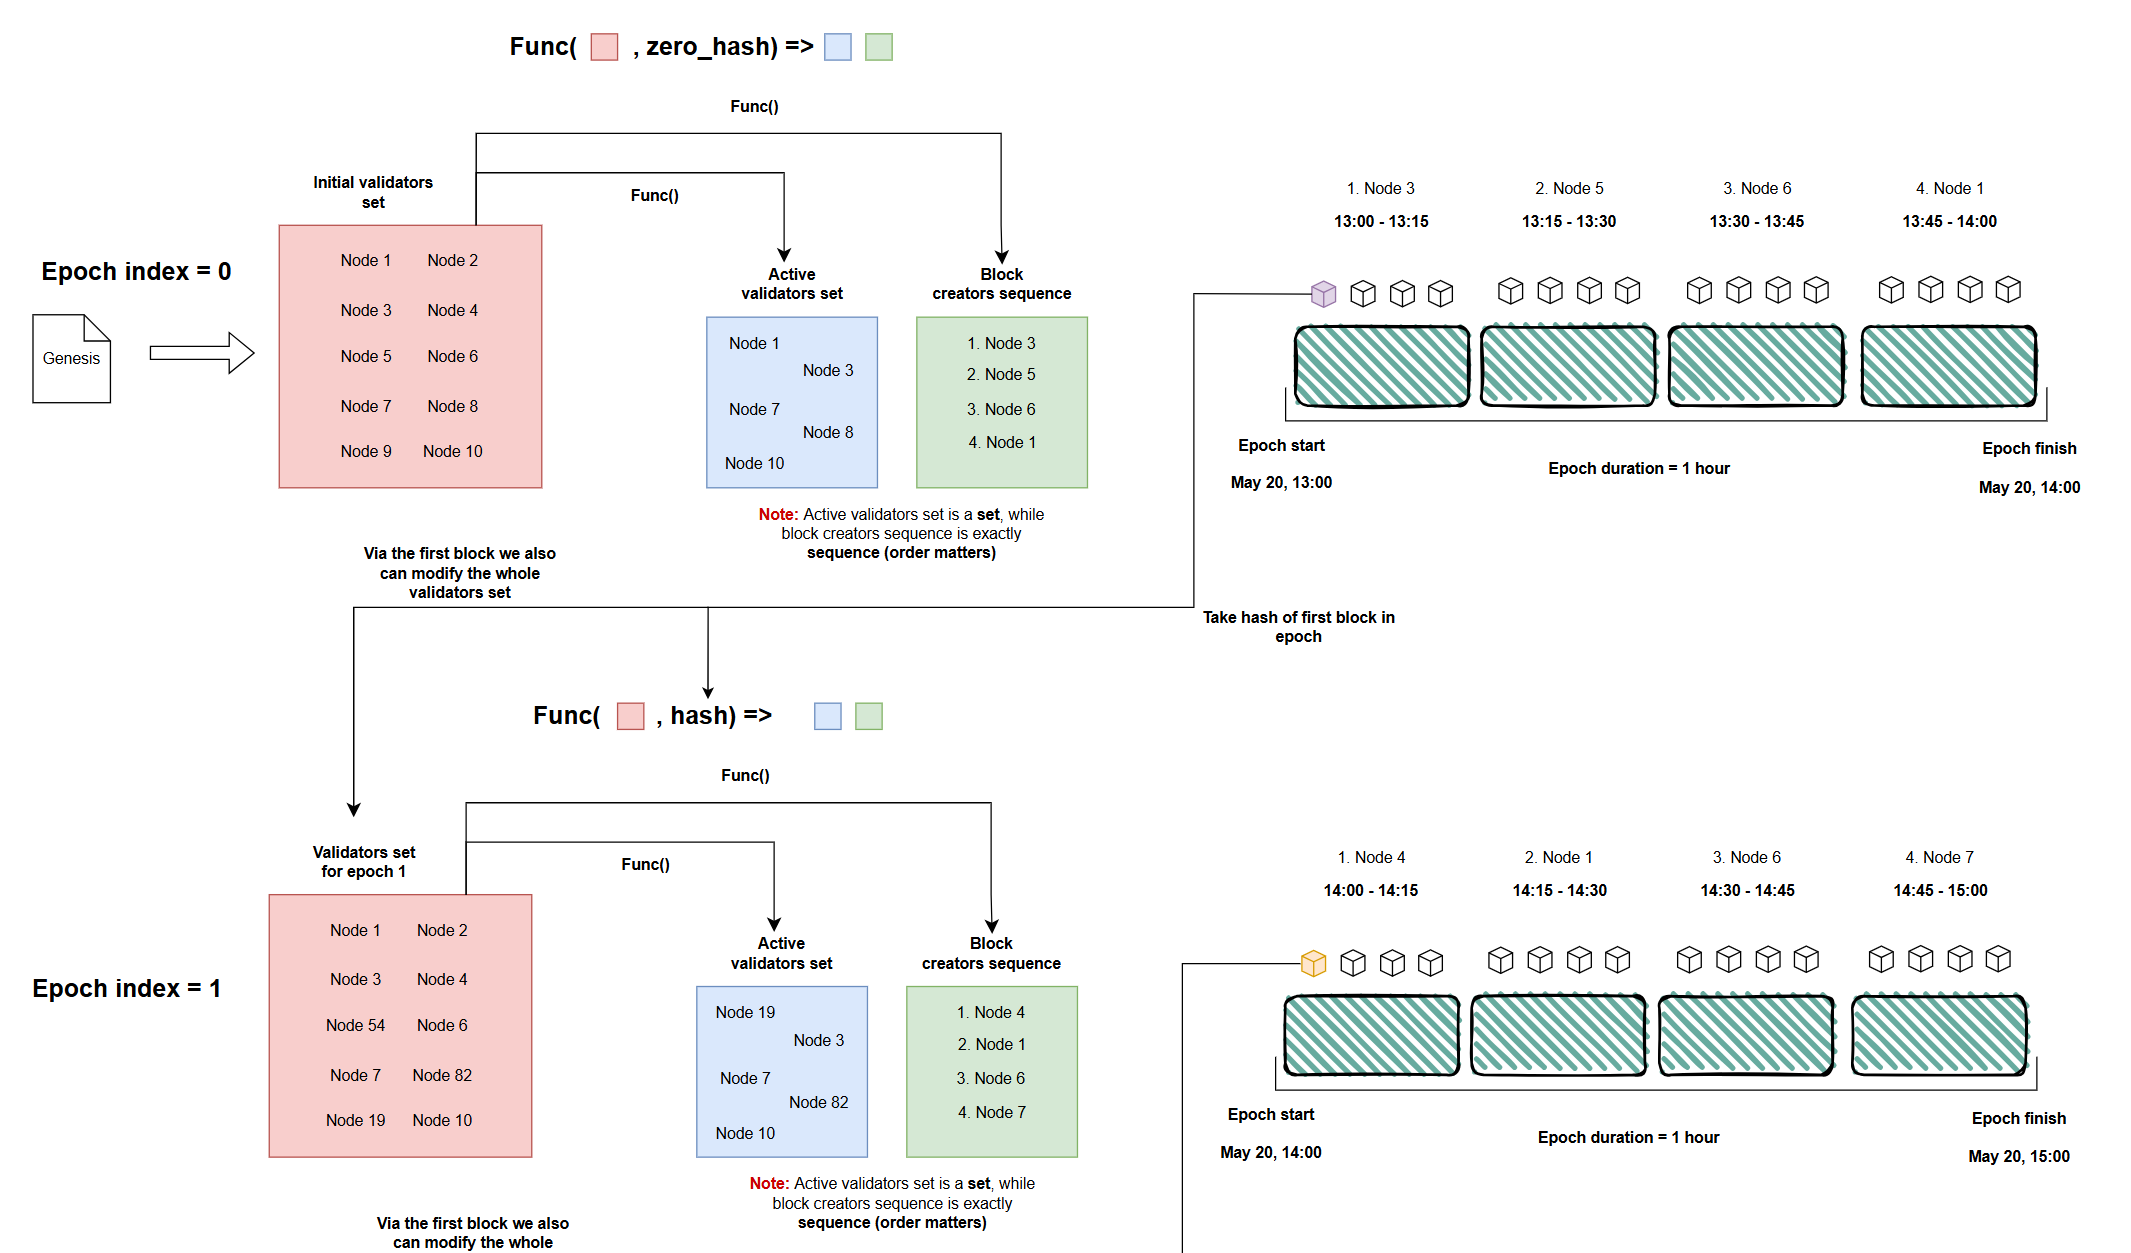 Func( , zero_hash) =>
Func()
Func()
Initial validators
set
Epoch index = 0
Genesis
Node 1 Node 2
Node 3 Node 4
Node 5 Node 6
Node 7 Node 8
Node 9 Node 10
Active
validators set
Node 1
Node 3
Node 7
Node 8
Node 10
Block
creators sequence
1. Node 3
2. Node 5
3. Node 6
4. Node 1
Note: Active validators set is a set, while
block creators sequence is exactly
sequence (order matters)
1. Node 3 2. Node 5 3. Node 6 4. Node 1
13:00 - 13:15 13:15 - 13:30 13:30 - 13:45 13:45 - 14:00
Epoch start
May 20, 13:00
Epoch duration = 1 hour
Epoch finish
May 20, 14:00
Via the first block we also
can modify the whole
validators set
Take hash of first block in
epoch
Func( , hash) =>
Func()
Func()
Validators set
for epoch 1
Epoch index = 1
Node 1 Node 2
Node 3 Node 4
Node 54 Node 6
Node 7 Node 82
Node 19 Node 10
Active
validators set
Node 19
Node 3
Node 7
Node 82
Node 10
Block
creators sequence
1. Node 4
2. Node 1
3. Node 6
4. Node 7
Note: Active validators set is a set, while
block creators sequence is exactly
sequence (order matters)
1. Node 4 2. Node 1 3. Node 6 4. Node 7
14:00 - 14:15 14:15 - 14:30 14:30 - 14:45 14:45 - 15:00
Epoch start
May 20, 14:00
Epoch duration = 1 hour
Epoch finish
May 20, 15:00
Via the first block we also
can modify the whole